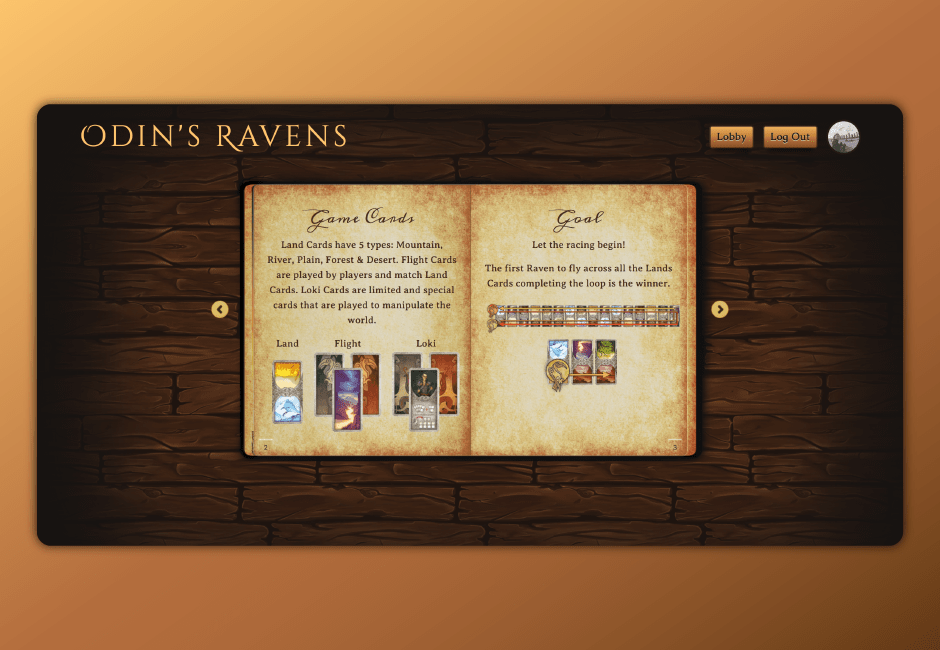 ODIN'S RAVENS
Lobby
Log Out
Game Cards
Land Cards have 5 types: Mountain,
River, Plain, Forest & Desert. Flight Cards
are played by players and match Land
Cards. Loki Cards are limited and special
cards that are played to manipulate the
world.
Land
Flight
Loki
2
Goal
Let the racing begin!
The first Raven to fly across all the Lands
Cards completing the loop is the winner.
3